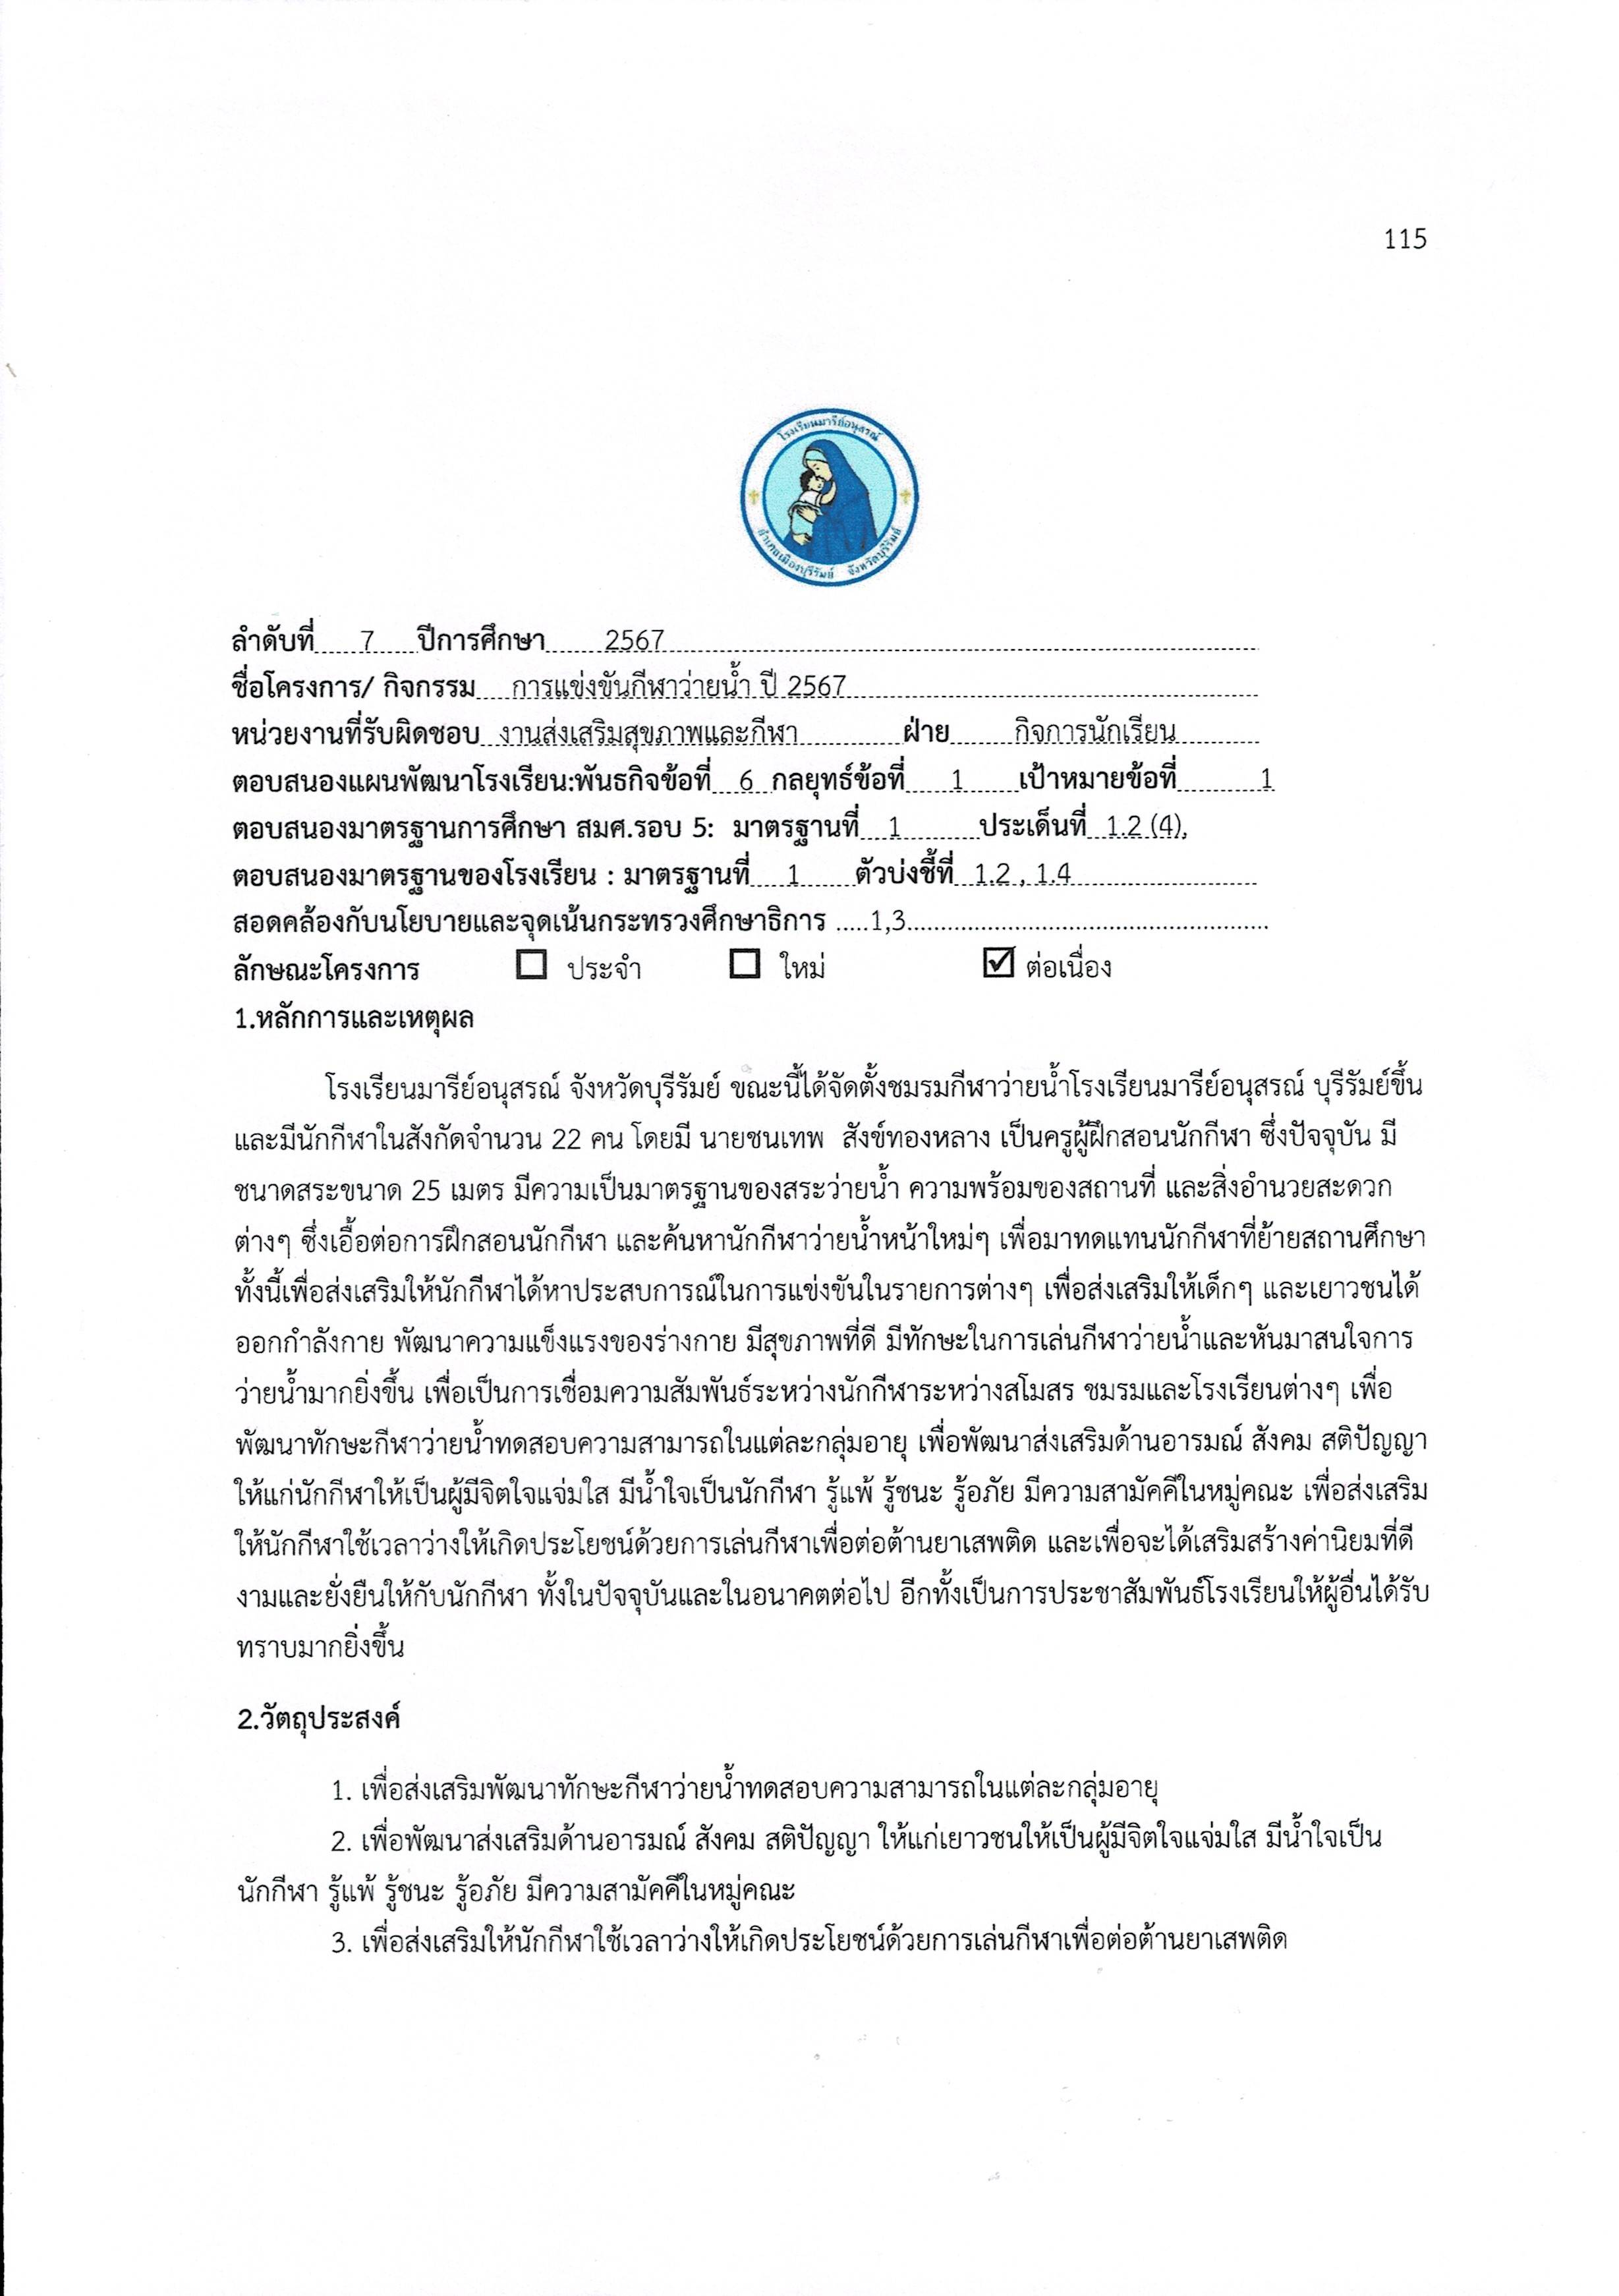 115
โรงเรียนมารีย์อนุสรณ์
อำเภอเมืองบุรีรัมย์ จังหวัดบุรีรัมย์
ลำดับที่......7......ปีการศึกษา.......2567
ชื่อโครงการ/ กิจกรรม.....การแข่งขันกีฬาว่ายน้ำ ปี 2567
หน่วยงานที่รับผิดชอบ...งานส่งเสริมสุขภาพและกีฬา..............ฝ่าย.........กิจการนักเรียน
ตอบสนองแผนพัฒนาโรงเรียน:พันธกิจข้อที่....6...กลยุทธ์ข้อที่......1.......เป้าหมายข้อที่...........1
ตอบสนองมาตรฐานการศึกษา สมศ.รอบ 5: มาตรฐานที่....1...........ประเด็นที่...1.2 (4),
ตอบสนองมาตรฐานของโรงเรียน : มาตรฐานที่.....1........ตัวบ่งชี้ที่...1.2 , 1.4
สอดคล้องกับนโยบายและจุดเน้นกระทรวงศึกษาธิการ .....1,3
ลักษณะโครงการ ☐ ประจำ ☐ ใหม่ ☑ ต่อเนื่อง
1.หลักการและเหตุผล
โรงเรียนมารีย์อนุสรณ์ จังหวัดบุรีรัมย์ ขณะนี้ได้จัดตั้งชมรมกีฬาว่ายน้ำโรงเรียนมารีย์อนุสรณ์ บุรีรัมย์ขึ้น
และมีนักกีฬาในสังกัดจำนวน 22 คน โดยมี นายชนเทพ สังข์ทองหลาง เป็นครูผู้ฝึกสอนนักกีฬา ซึ่งปัจจุบัน มี
ชนาดสระขนาด 25 เมตร มีความเป็นมาตรฐานของสระว่ายน้ำ ความพร้อมของสถานที่ และสิ่งอำนวยสะดวก
ต่างๆ ซึ่งเอื้อต่อการฝึกสอนนักกีฬา และค้นหานักกีฬาว่ายน้ำหน้าใหม่ๆ เพื่อมาทดแทนนักกีฬาที่ย้ายสถานศึกษา
ทั้งนี้เพื่อส่งเสริมให้นักกีฬาได้หาประสบการณ์ในการแข่งขันในรายการต่างๆ เพื่อส่งเสริมให้เด็กๆ และเยาวชนได้
ออกกำลังกาย พัฒนาความแข็งแรงของร่างกาย มีสุขภาพที่ดี มีทักษะในการเล่นกีฬาว่ายน้ำและหันมาสนใจการ
ว่ายน้ำมากยิ่งขึ้น เพื่อเป็นการเชื่อมความสัมพันธ์ระหว่างนักกีฬาระหว่างสโมสร ชมรมและโรงเรียนต่างๆ เพื่อ
พัฒนาทักษะกีฬาว่ายน้ำทดสอบความสามารถในแต่ละกลุ่มอายุ เพื่อพัฒนาส่งเสริมด้านอารมณ์ สังคม สติปัญญา
ให้แก่นักกีฬาให้เป็นผู้มีจิตใจแจ่มใส มีน้ำใจเป็นนักกีฬา รู้แพ้ รู้ชนะ รู้อภัย มีความสามัคคีในหมู่คณะ เพื่อส่งเสริม
ให้นักกีฬาใช้เวลาว่างให้เกิดประโยชน์ด้วยการเล่นกีฬาเพื่อต่อต้านยาเสพติด และเพื่อจะได้เสริมสร้างค่านิยมที่ดี
งามและยั่งยืนให้กับนักกีฬา ทั้งในปัจจุบันและในอนาคตต่อไป อีกทั้งเป็นการประชาสัมพันธ์โรงเรียนให้ผู้อื่นได้รับ
ทราบมากยิ่งขึ้น
2.วัตถุประสงค์
1. เพื่อส่งเสริมพัฒนาทักษะกีฬาว่ายน้ำทดสอบความสามารถในแต่ละกลุ่มอายุ
2. เพื่อพัฒนาส่งเสริมด้านอารมณ์ สังคม สติปัญญา ให้แก่เยาวชนให้เป็นผู้มีจิตใจแจ่มใส มีน้ำใจเป็น
นักกีฬา รู้แพ้ รู้ชนะ รู้อภัย มีความสามัคคีในหมู่คณะ
3. เพื่อส่งเสริมให้นักกีฬาใช้เวลาว่างให้เกิดประโยชน์ด้วยการเล่นกีฬาเพื่อต่อต้านยาเสพติด